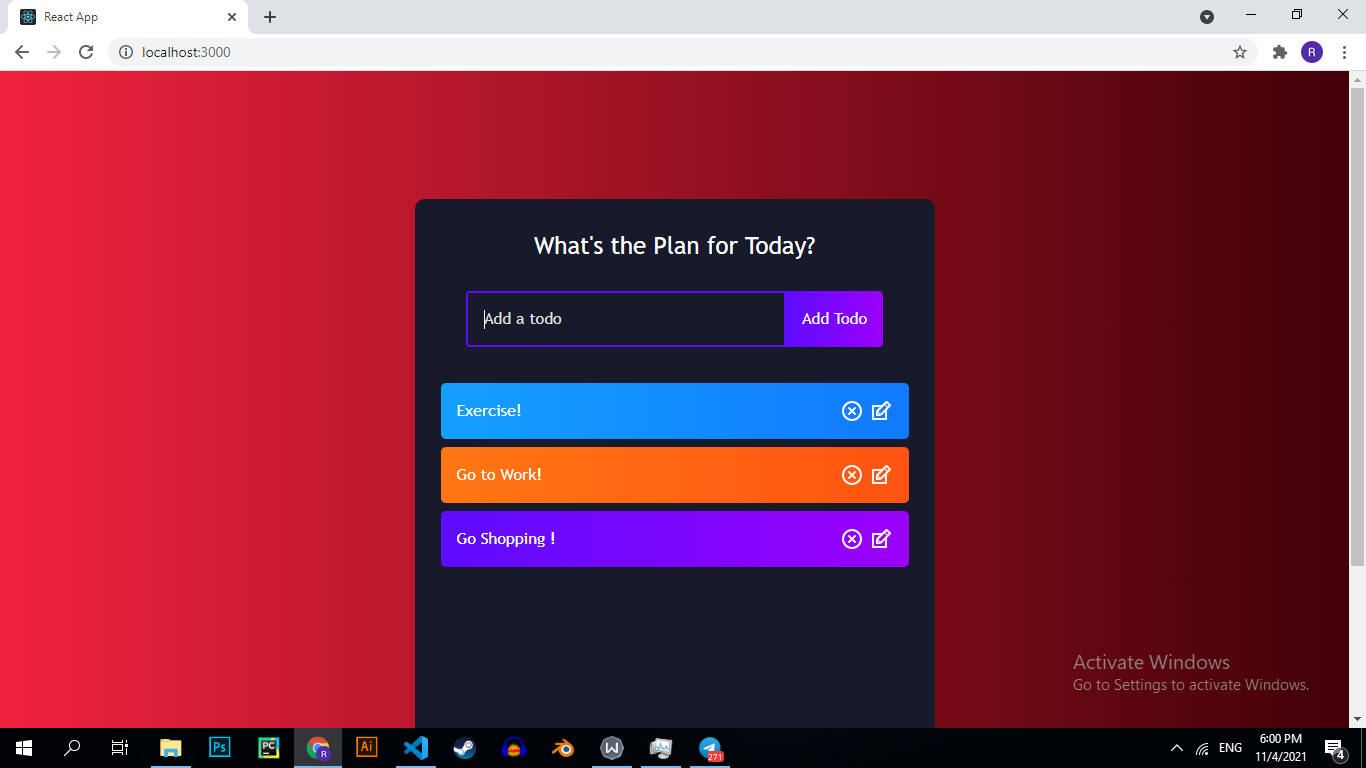 React App
localhost:3000
R
What's the Plan for Today?
Add a todo
Add Todo
Exercise!
Go to Work!
Go Shopping !
Activate Windows
Go to Settings to activate Windows.
Ps
PC
R
Ai
W
271
ENG
6:00 PM
11/4/2021
4